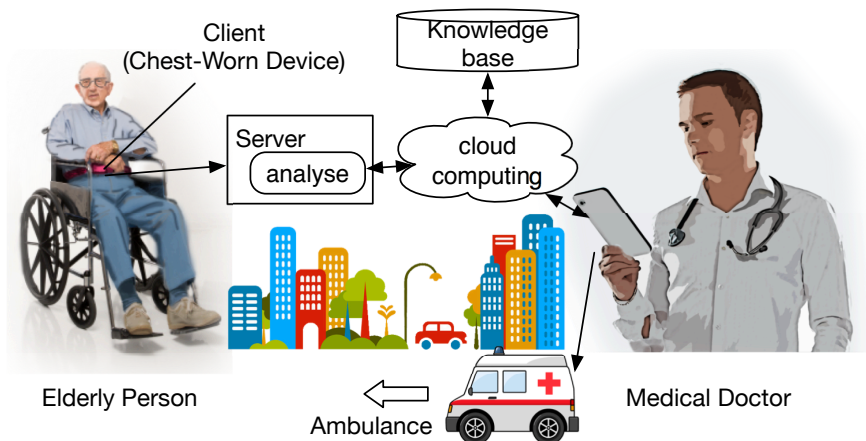 Client
(Chest-Worn Device)
Knowledge
base
Server
analyse
cloud
computing
Elderly Person
Ambulance
Medical Doctor